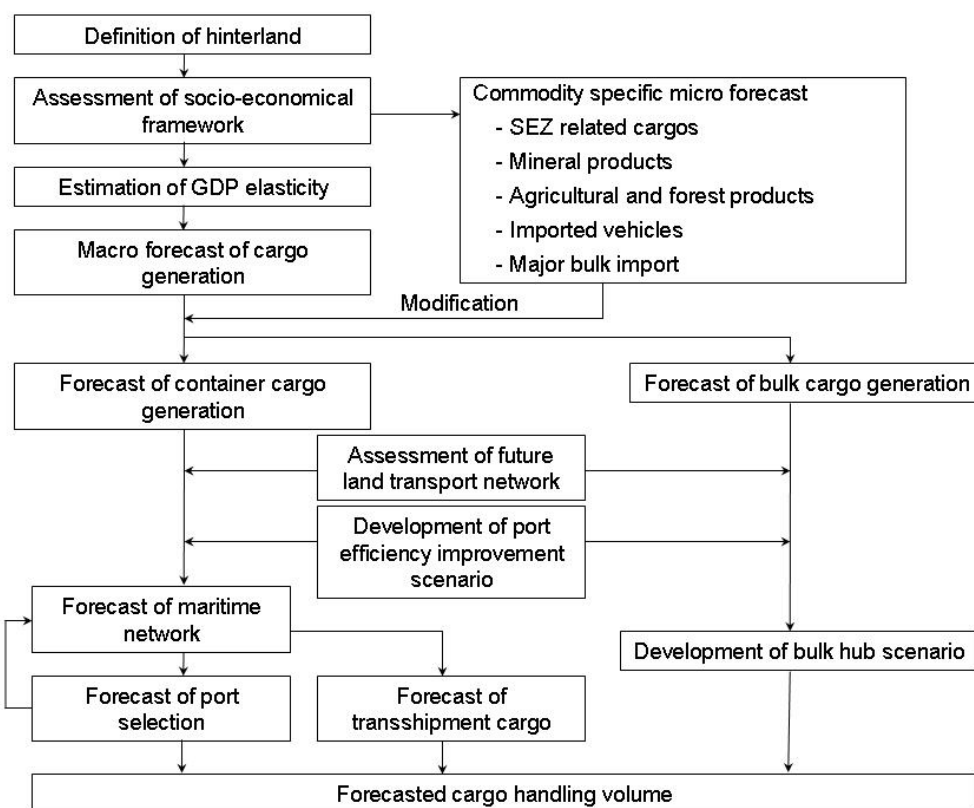 Definition of hinterland
Assessment of socio-economical
framework
Commodity specific micro forecast
- SEZ related cargos
- Mineral products
- Agricultural and forest products
- Imported vehicles
- Major bulk import
Estimation of GDP elasticity
Macro forecast of cargo
generation
Modification
Forecast of container cargo
generation
Forecast of bulk cargo generation
Assessment of future
land transport network
Development of port
efficiency improvement
scenario
Forecast of maritime
network
Development of bulk hub scenario
Forecast of port
selection
Forecast of
transshipment cargo
Forecasted cargo handling volume